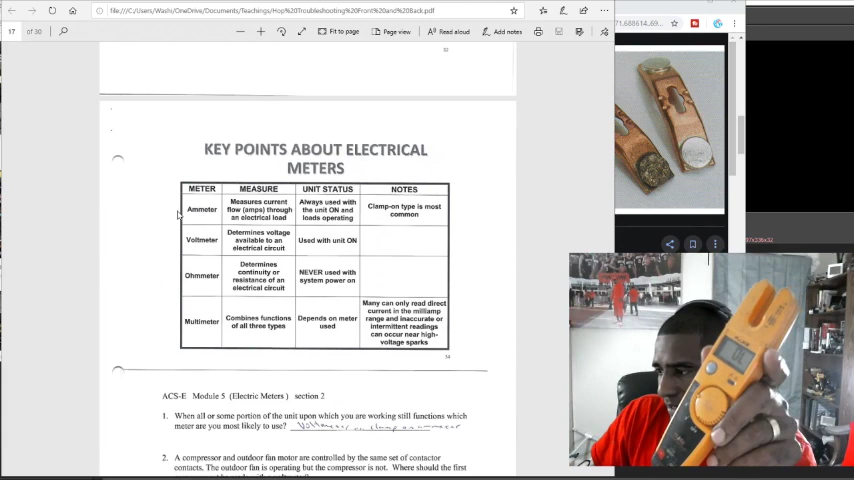 file:///C:/Users/Washi/OneDrive/Documents/Teachings/Hop%20Troubleshooting%20Front%20and%20Back.pdf
17 of 30
Fit to page
Page view
Read aloud
Add notes
KEY POINTS ABOUT ELECTRICAL
METERS
METER MEASURE UNIT STATUS NOTES
Ammeter
Measures current
flow (amps) through
an electrical load
Always used with
the unit ON and
loads operating
Clamp-on type is most
common
Voltmeter
Determines voltage
available to an
electrical circuit
Used with unit ON
Ohmmeter
Determines
continuity or
resistance of an
electrical circuit
NEVER used with
system power on
Multimeter
Combines functions
of all three types
Depends on meter
used
Many can only read direct
current in the milliamp
range and inaccurate or
intermittent readings
can occur near high-
voltage sparks
ACS-E Module 5 (Electric Meters) section 2
1. When all or some portion of the unit upon which you are working still functions which
meter are you most likely to use?
2. A compressor and outdoor fan motor are controlled by the same set of contactor
contacts. The outdoor fan is operating but the compressor is not. Where should the first